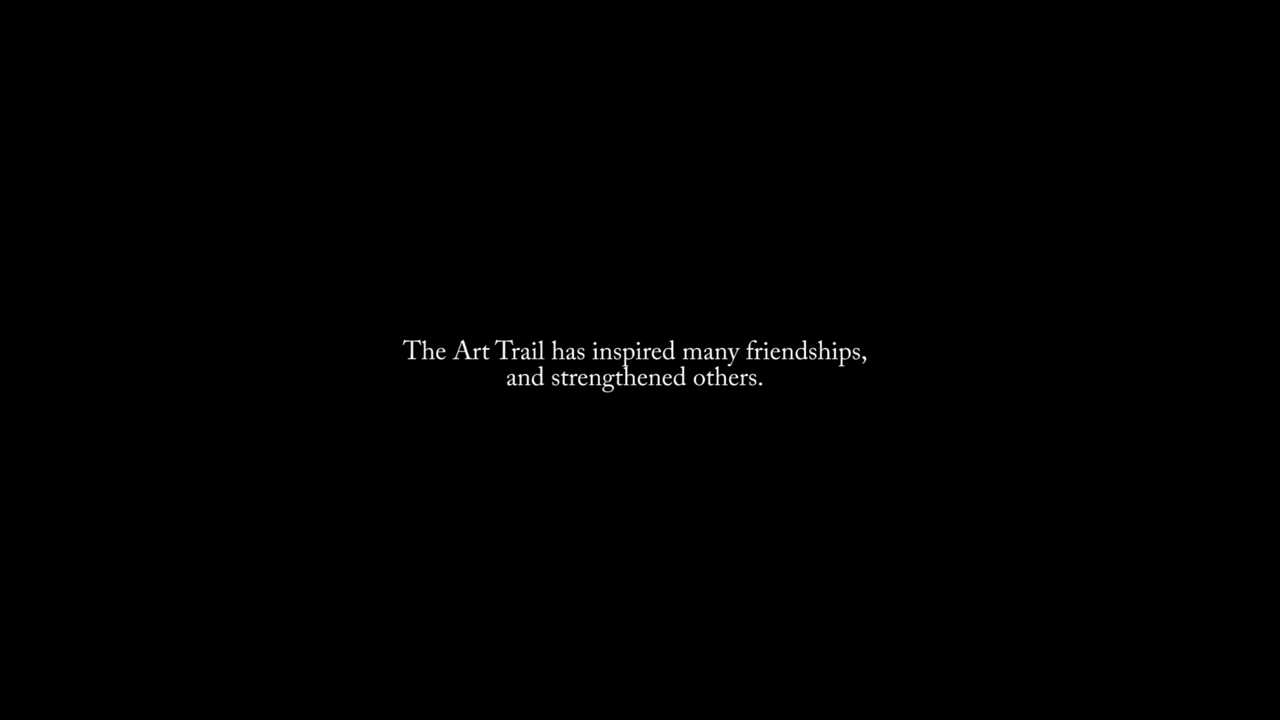 The Art Trail has inspired many friendships,
and strengthened others.